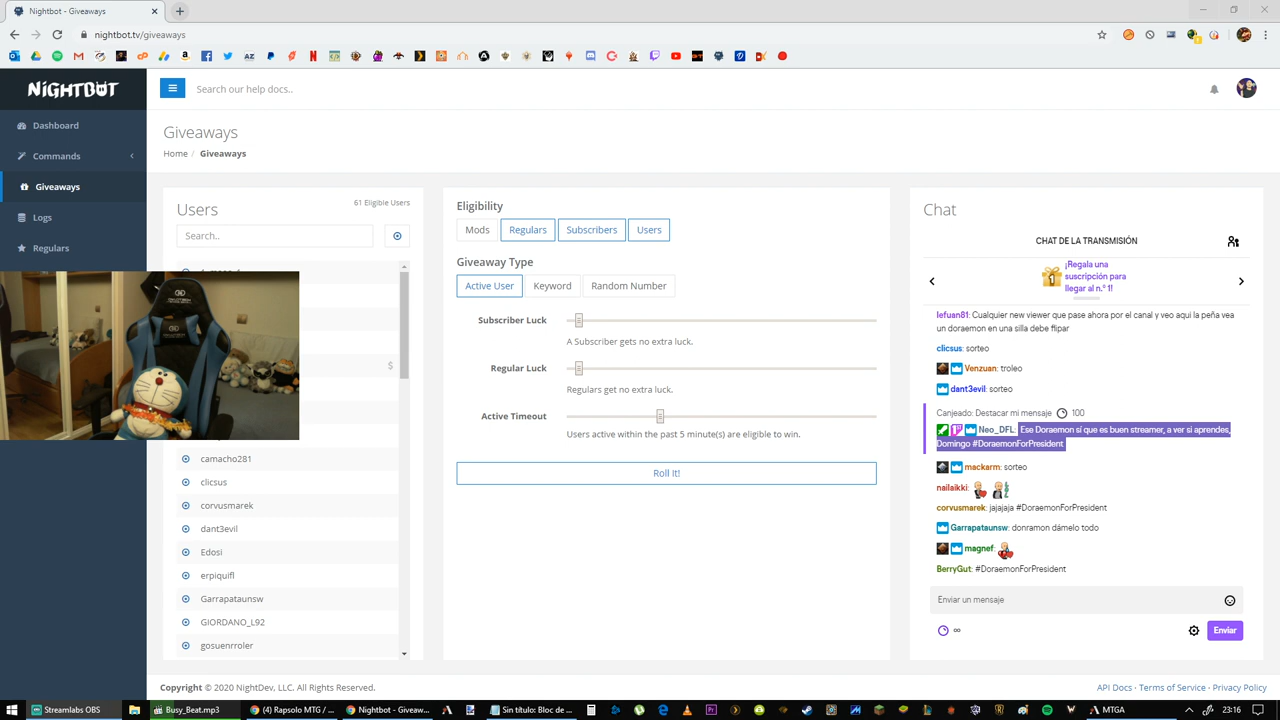 Nightbot - Dashboard
nightbot.tv/giveaways
NiGHTBOT
Search our help docs..
Dashboard
Commands
Giveaways
Logs
Regulars
Giveaways
Home / Giveaways
Users
61 Eligible Users
Search..
$
camacho281
clicsus
corvusmarek
dant3evil
Edosi
erpiquifl
Garrapataunsw
GIORDANO_L92
gosuenrroler
Eligibility
Mods Regulars Subscribers Users
Giveaway Type
Active User Keyword Random Number
Subscriber Luck
A Subscriber gets no extra luck.
Regular Luck
Regulars get no extra luck.
Active Timeout
Users active within the past 5 minute(s) are eligible to win.
Roll It!
Chat
CHAT DE LA TRANSMISIÓN
1
¡Regala una
suscripción para
llegar al n.º 1!
lefuan81: Cualquier new viewer que pase ahora por el canal y veo aqui la peña vea
un doraemon en una silla debe flipar
clicsus: sorteo
Venzuan: troleo
dant3evil: sorteo
Canjeado: Destacar mi mensaje 100
Neo_DFL: Ese Doraemon sí que es buen streamer, a ver si aprendes,
Domingo #DoraemonForPresident
mackarm: sorteo
nailaikki:
corvusmarek: jajajaja #DoraemonForPresident
Garrapataunsw: donramon dámelo todo
magnef:
BerryGut: #DoraemonForPresident
Enviar un mensaje
∞
Enviar
Copyright © 2020 NightDev, LLC. All Rights Reserved.
API Docs · Terms of Service · Privacy Policy
Streamlabs OBS
Busy_Beat.mp3
(4) Rapsolo MTG / ...
Nightbot - Giveaw...
Sin título: Bloc de ...
MTGA
23:16